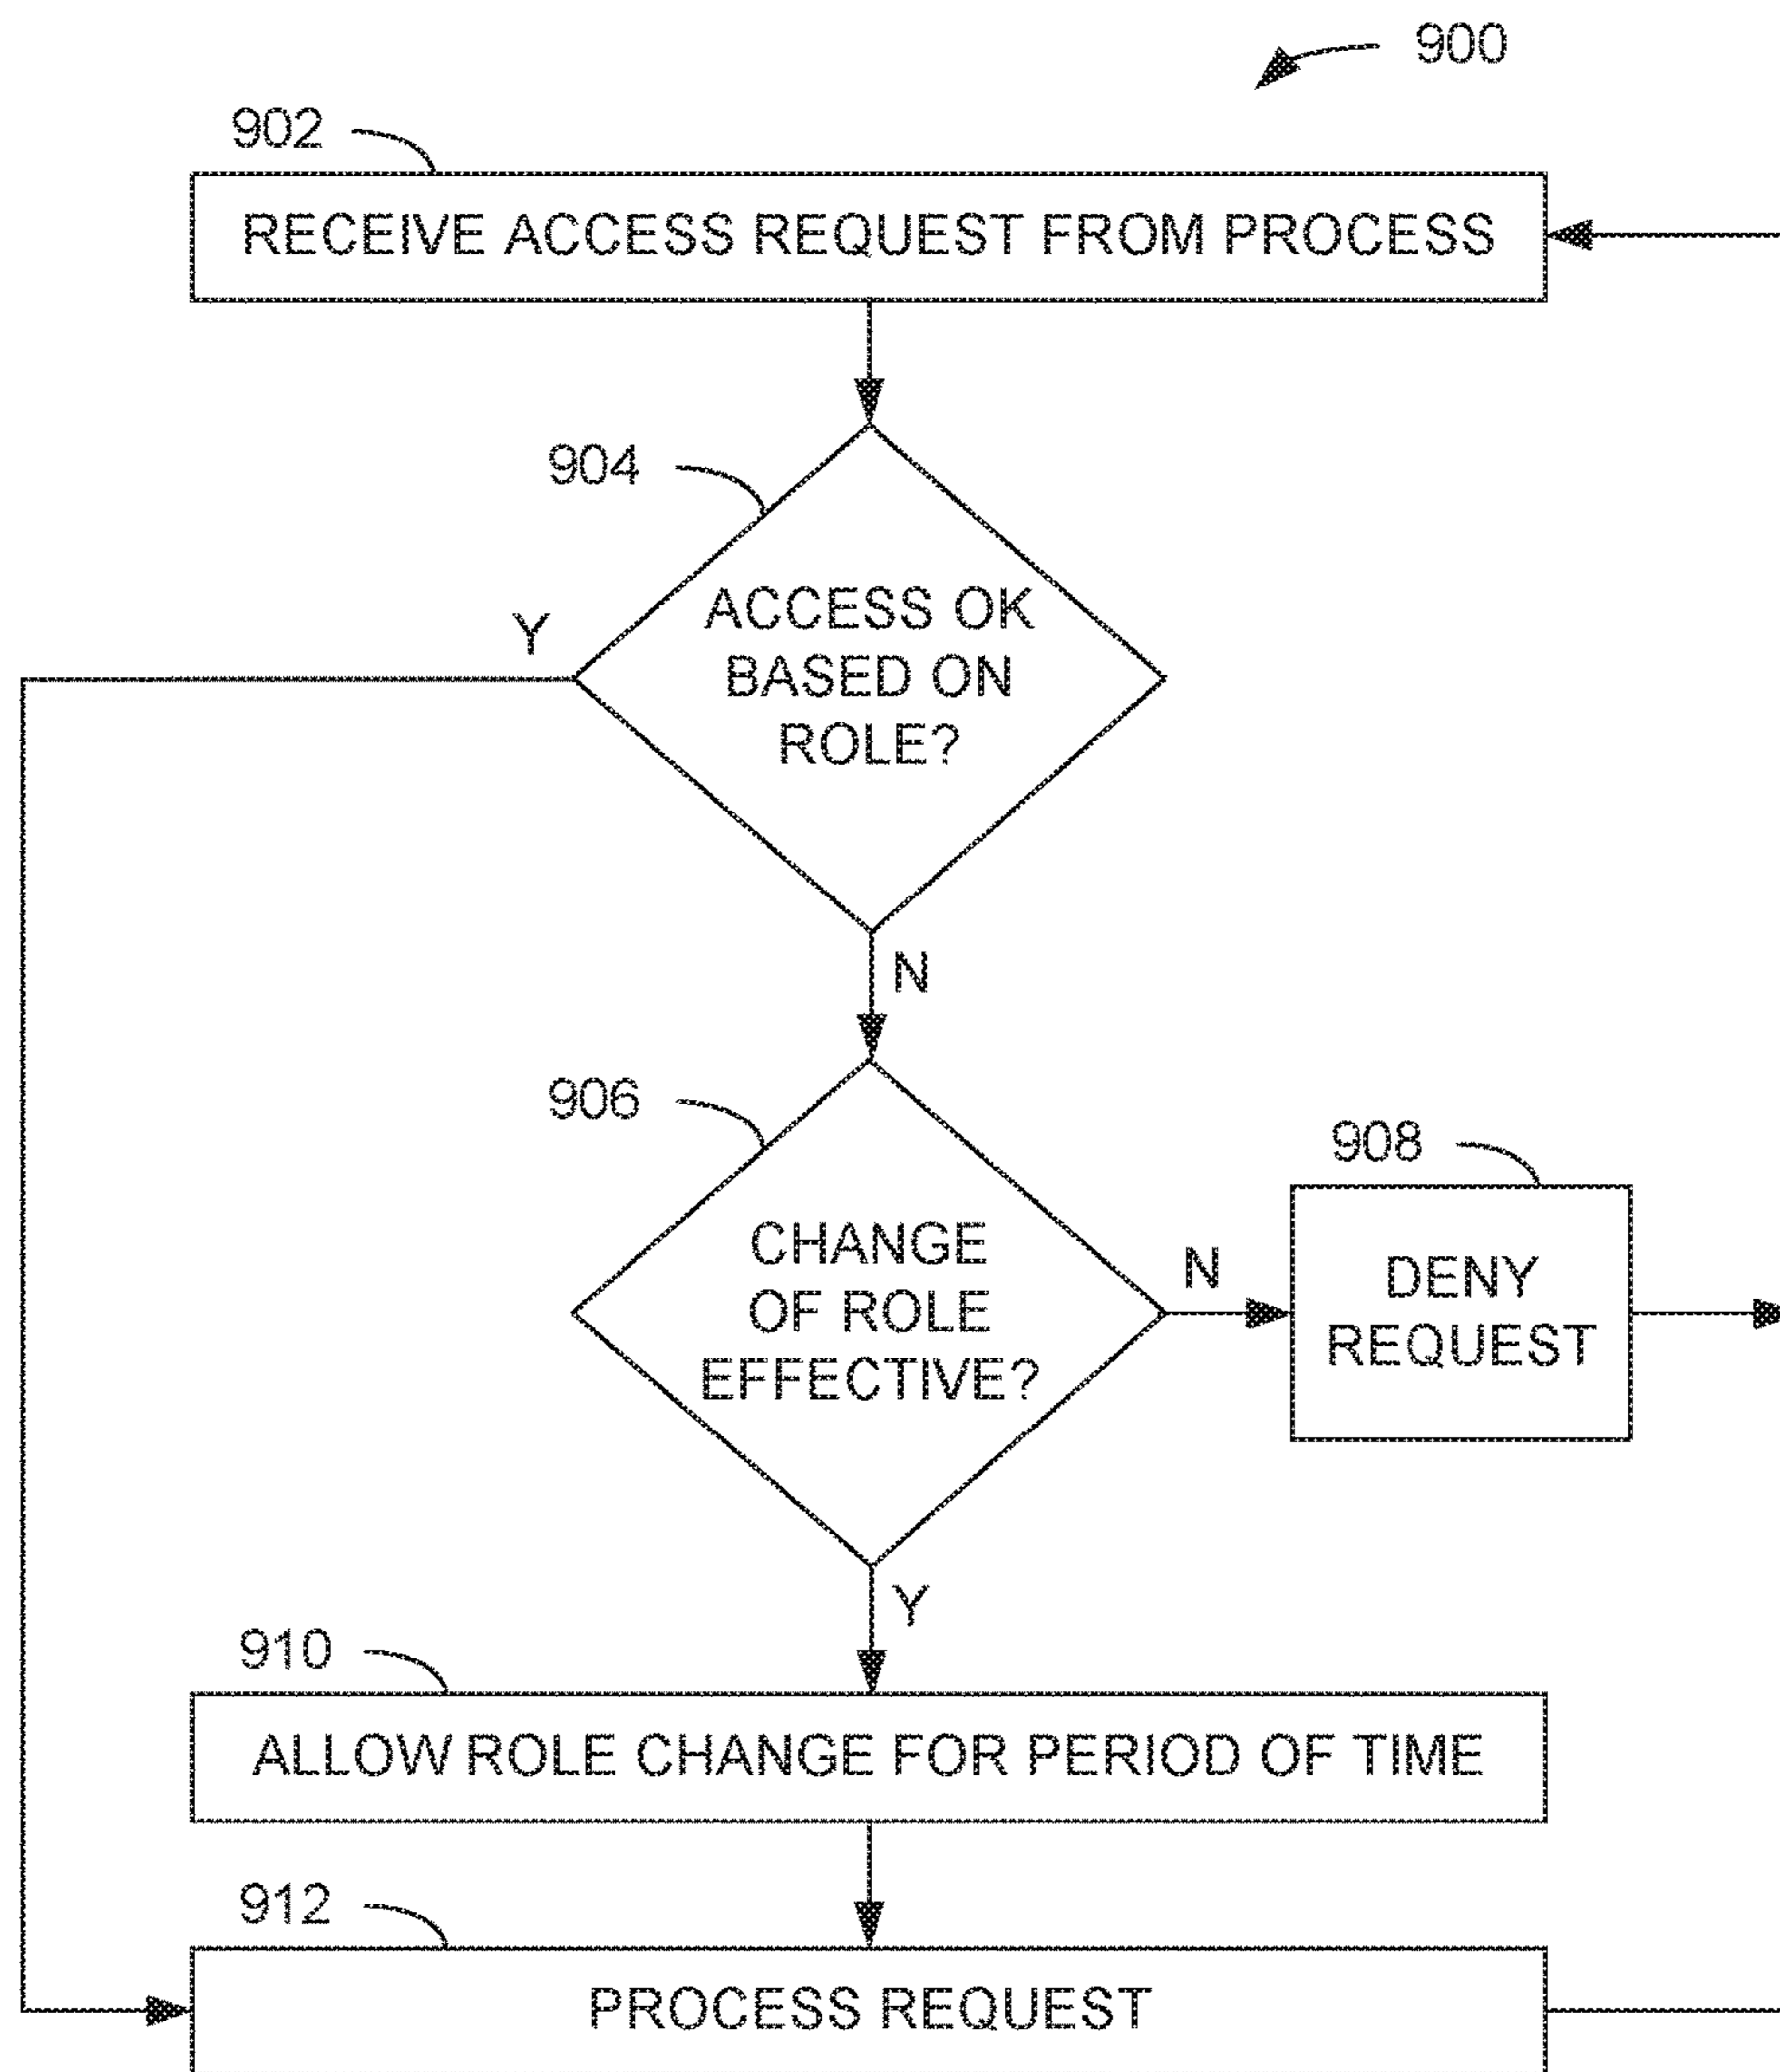 900
902
RECEIVE ACCESS REQUEST FROM PROCESS
904
ACCESS OK
BASED ON
ROLE?
Y
N
906
CHANGE
OF ROLE
EFFECTIVE?
N
908
DENY
REQUEST
Y
910
ALLOW ROLE CHANGE FOR PERIOD OF TIME
912
PROCESS REQUEST